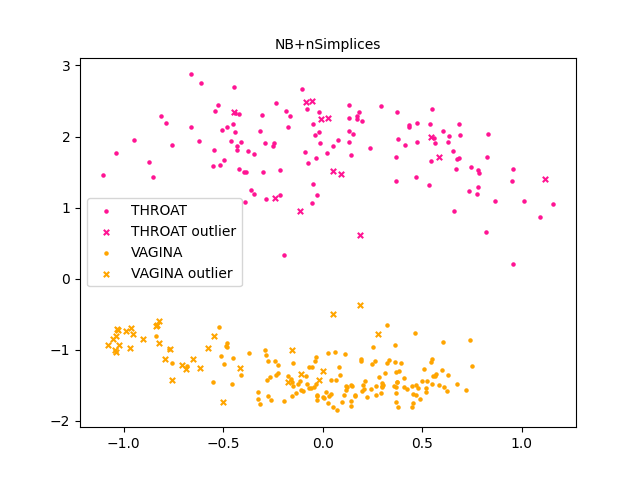 NB+nSimplices
3
2
1
0
−1
−2
THROAT
THROAT outlier
VAGINA
VAGINA outlier
−1.0 −0.5 0.0 0.5 1.0